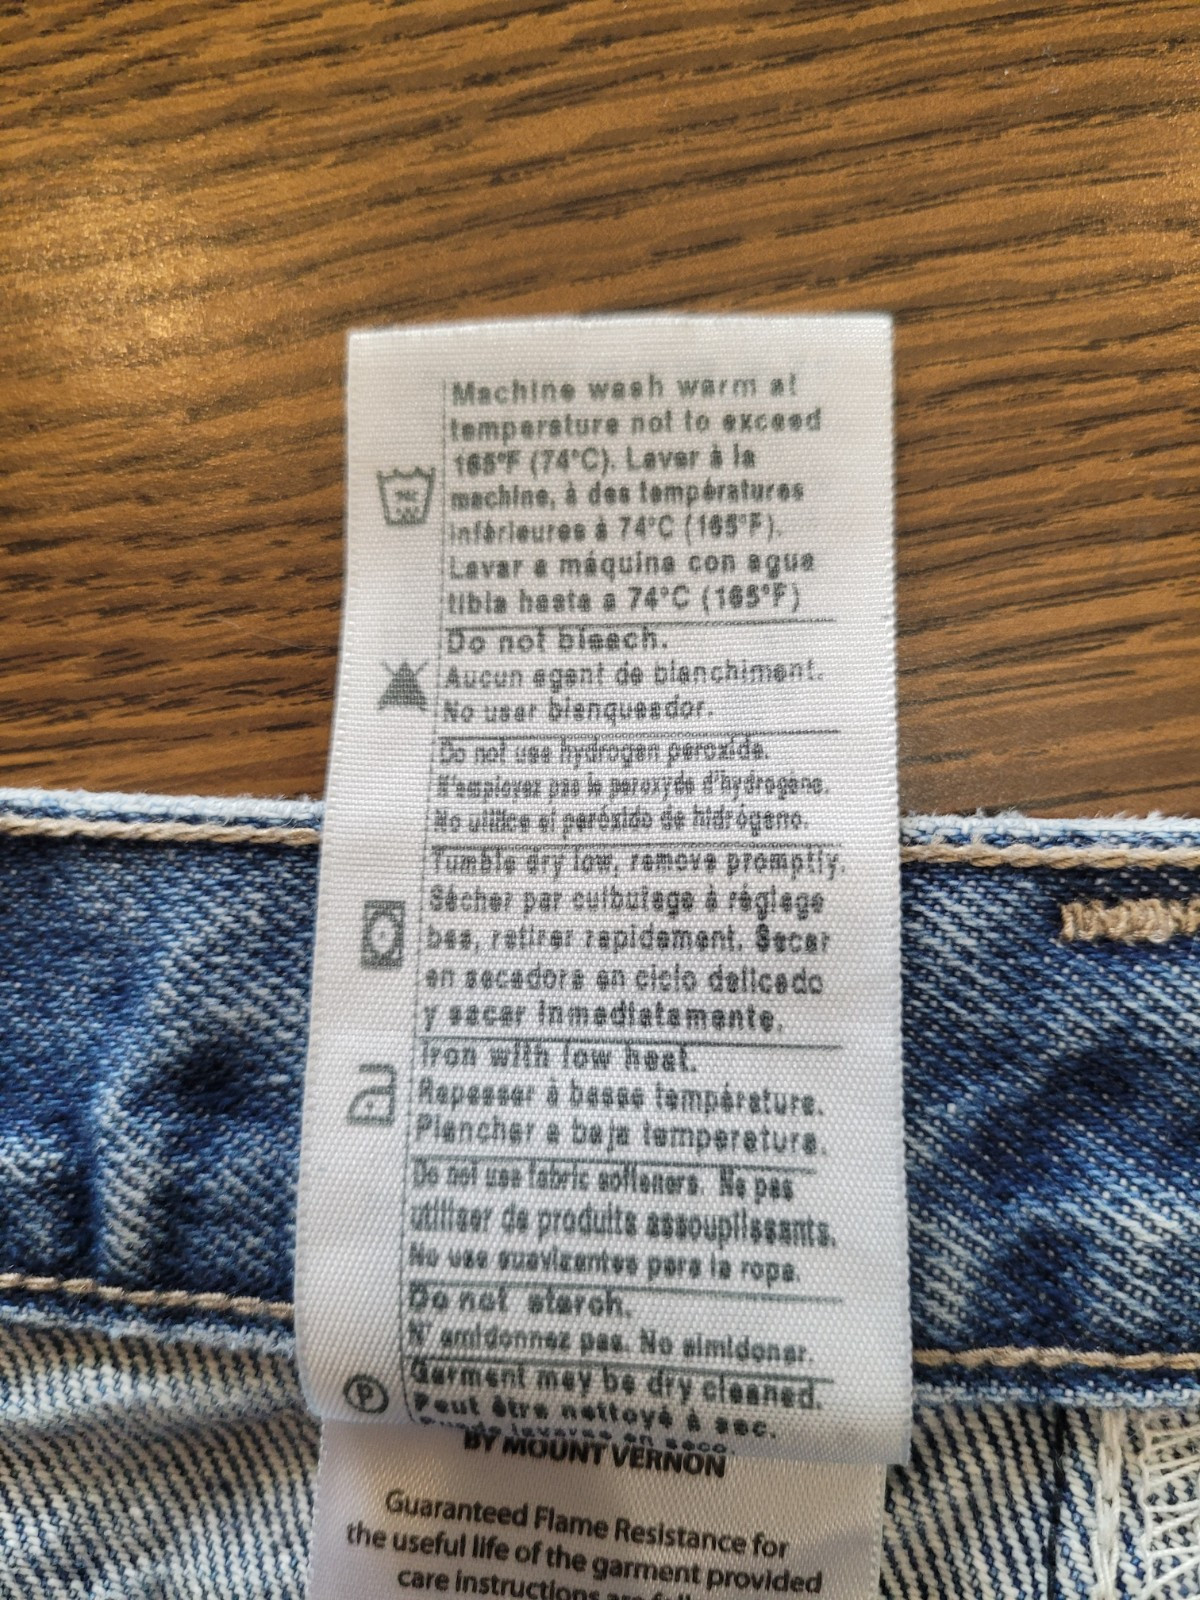 Machine wash warm at
temperature not to exceed
165°F (74°C). Laver à la
machine, à des températures
inférieures à 74°C (165°F).
Lavar a máquina con agua
tibia hasta a 74°C (165°F)
Do not bleach.
Aucun agent de blanchiment.
No usar blanqueador.
Do not use hydrogen peroxide.
N'employez pas le peroxyde d'hydrogène.
No utilice el peróxido de hidrógeno.
Tumble dry low, remove promptly.
Sécher par culbutage à réglage
bas, retirer rapidement. Secar
en secadora en ciclo delicado
y sacar inmediatamente.
Iron with low heat.
Repasser à basse température.
Planchar a baja temperatura.
Do not use fabric softeners. Ne pas
utiliser de produits assouplissants.
No use suavizantes para la ropa.
Do not starch.
N' amidonnez pas. No almidonar.
Garment may be dry cleaned.
P
Peut être nettoyé à sec.
en seco.
BY MOUNT VERNON
Guaranteed Flame Resistance for
the useful life of the garment provided
care instructions are